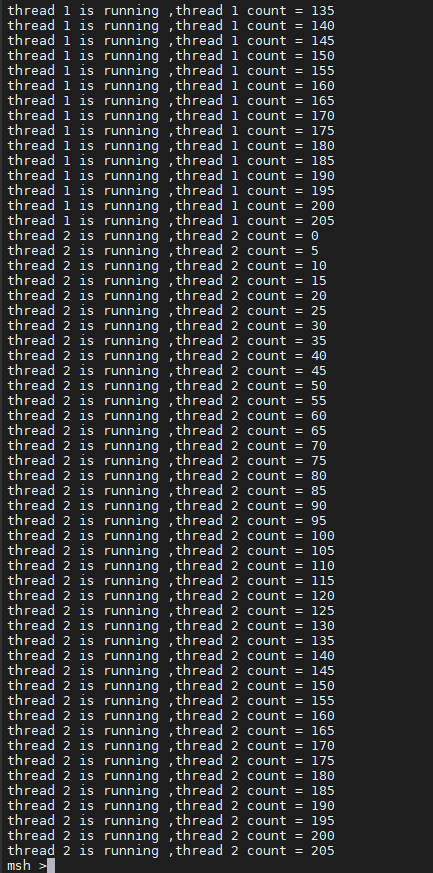 thread 1 is running ,thread 1 count = 135
thread 1 is running ,thread 1 count = 140
thread 1 is running ,thread 1 count = 145
thread 1 is running ,thread 1 count = 150
thread 1 is running ,thread 1 count = 155
thread 1 is running ,thread 1 count = 160
thread 1 is running ,thread 1 count = 165
thread 1 is running ,thread 1 count = 170
thread 1 is running ,thread 1 count = 175
thread 1 is running ,thread 1 count = 180
thread 1 is running ,thread 1 count = 185
thread 1 is running ,thread 1 count = 190
thread 1 is running ,thread 1 count = 195
thread 1 is running ,thread 1 count = 200
thread 1 is running ,thread 1 count = 205
thread 2 is running ,thread 2 count = 0
thread 2 is running ,thread 2 count = 5
thread 2 is running ,thread 2 count = 10
thread 2 is running ,thread 2 count = 15
thread 2 is running ,thread 2 count = 20
thread 2 is running ,thread 2 count = 25
thread 2 is running ,thread 2 count = 30
thread 2 is running ,thread 2 count = 35
thread 2 is running ,thread 2 count = 40
thread 2 is running ,thread 2 count = 45
thread 2 is running ,thread 2 count = 50
thread 2 is running ,thread 2 count = 55
thread 2 is running ,thread 2 count = 60
thread 2 is running ,thread 2 count = 65
thread 2 is running ,thread 2 count = 70
thread 2 is running ,thread 2 count = 75
thread 2 is running ,thread 2 count = 80
thread 2 is running ,thread 2 count = 85
thread 2 is running ,thread 2 count = 90
thread 2 is running ,thread 2 count = 95
thread 2 is running ,thread 2 count = 100
thread 2 is running ,thread 2 count = 105
thread 2 is running ,thread 2 count = 110
thread 2 is running ,thread 2 count = 115
thread 2 is running ,thread 2 count = 120
thread 2 is running ,thread 2 count = 125
thread 2 is running ,thread 2 count = 130
thread 2 is running ,thread 2 count = 135
thread 2 is running ,thread 2 count = 140
thread 2 is running ,thread 2 count = 145
thread 2 is running ,thread 2 count = 150
thread 2 is running ,thread 2 count = 155
thread 2 is running ,thread 2 count = 160
thread 2 is running ,thread 2 count = 165
thread 2 is running ,thread 2 count = 170
thread 2 is running ,thread 2 count = 175
thread 2 is running ,thread 2 count = 180
thread 2 is running ,thread 2 count = 185
thread 2 is running ,thread 2 count = 190
thread 2 is running ,thread 2 count = 195
thread 2 is running ,thread 2 count = 200
thread 2 is running ,thread 2 count = 205
msh >